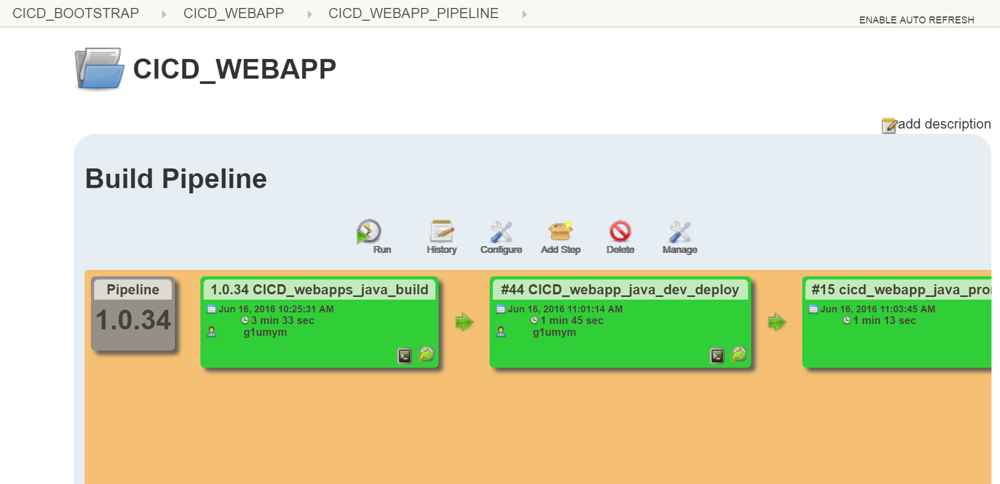 CICD_BOOTSTRAP CICD_WEBAPP CICD_WEBAPP_PIPELINE
ENABLE AUTO REFRESH
CICD_WEBAPP
add description
Build Pipeline
Run History Configure Add Step Delete Manage
Pipeline
1.0.34
1.0.34 CICD_webapps_java_build
Jun 16, 2016 10:25:31 AM
3 min 33 sec
g1umym
#44 CICD_webapp_java_dev_deploy
Jun 16, 2016 11:01:14 AM
1 min 45 sec
g1umym
#15 cicd_webapp_java_pro
Jun 16, 2016 11:03:45 AM
1 min 13 sec